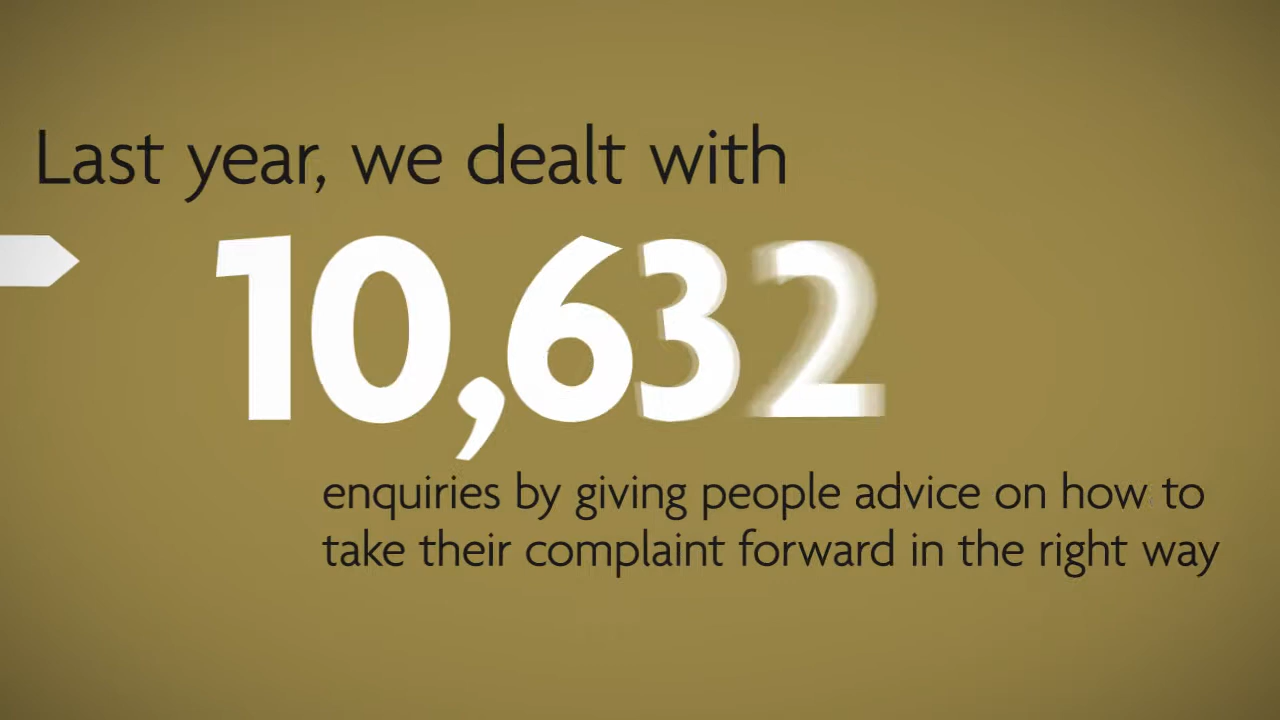 Last year, we dealt with
10,632
enquiries by giving people advice on how to
take their complaint forward in the right way